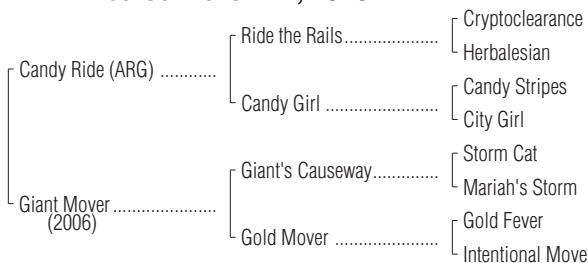 Cryptoclearance
Ride the Rails
Herbalesian
Candy Ride (ARG)
Candy Stripes
Candy Girl
City Girl
Storm Cat
Giant's Causeway
Mariah's Storm
Giant Mover
(2006)
Gold Fever
Gold Mover
Intentional Move